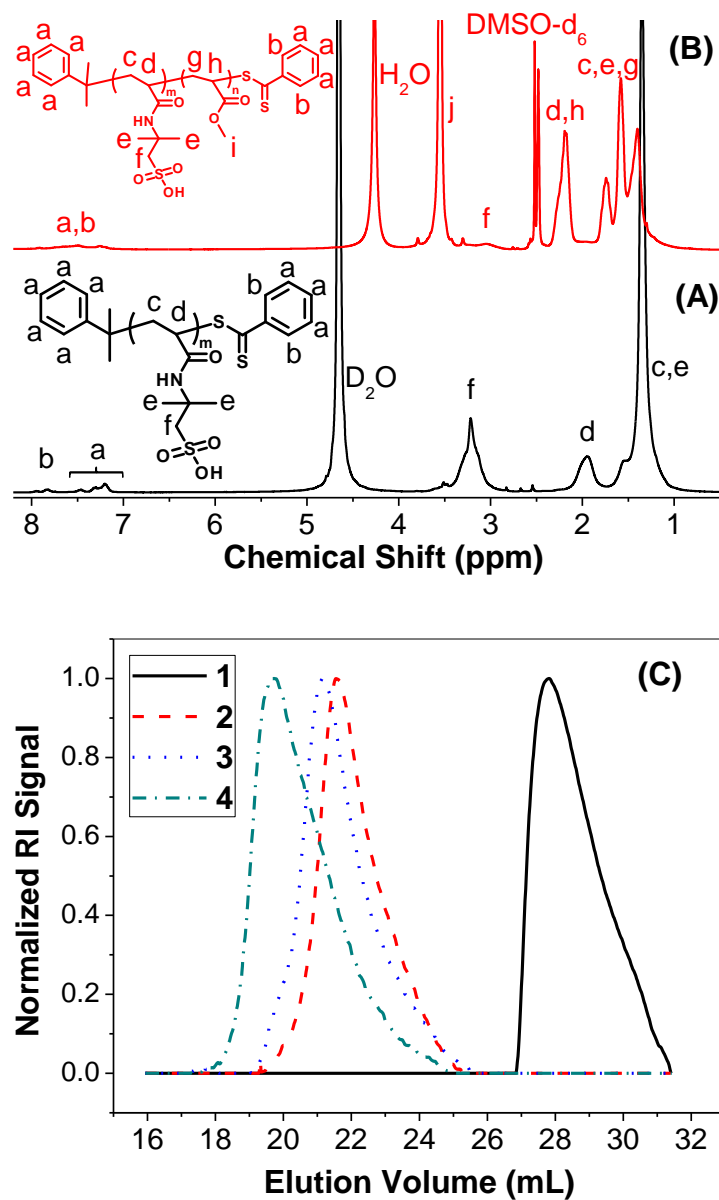 (B)
DMSO-d6
c,e,g
H2O
d,h
j
f
a,b
a
a
a
a
a
c
d
g
h
m
n
S
S
b
a
a
b
O
O
HN
i
e
e
f
O
S
O
OH
(A)
a
a
a
a
a
c
d
m
S
S
b
a
a
b
O
HN
e
e
f
O
S
O
OH
D2O
f
c,e
d
b
a
8
7
6
5
4
3
2
1
Chemical Shift (ppm)
(C)
1
2
3
4
1.0
0.8
0.6
0.4
0.2
0.0
Normalized RI Signal
16
18
20
22
24
26
28
30
32
Elution Volume (mL)